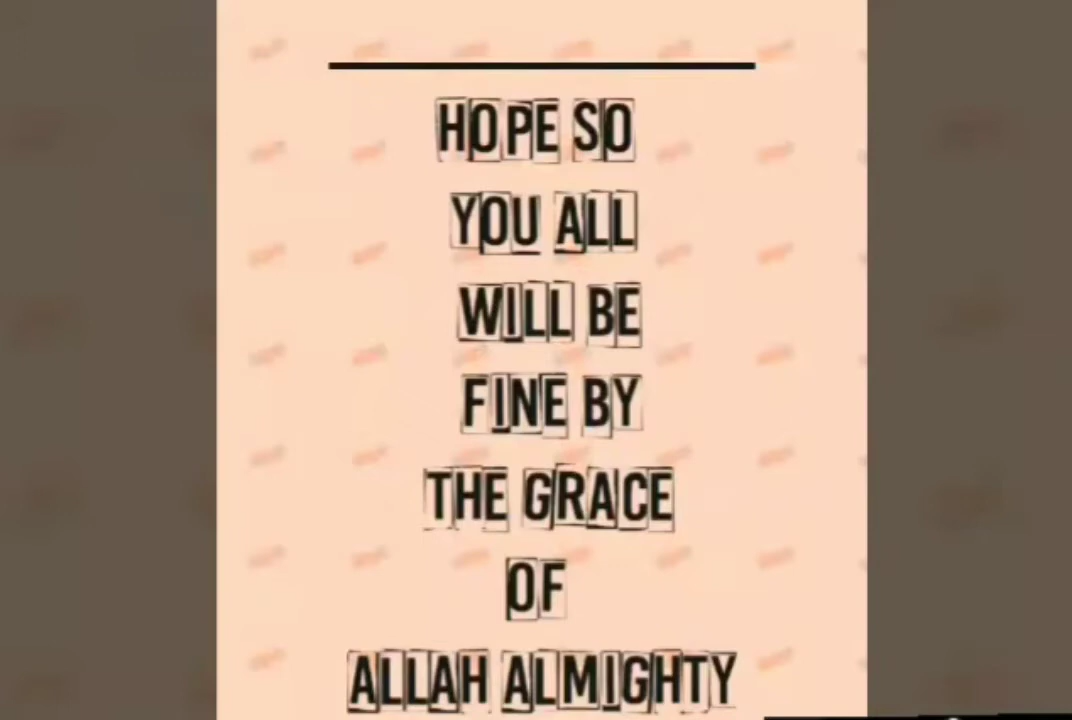 HOPE SO
YOU ALL
WILL BE
FINE BY
THE GRACE
OF
ALLAH ALMIGHTY